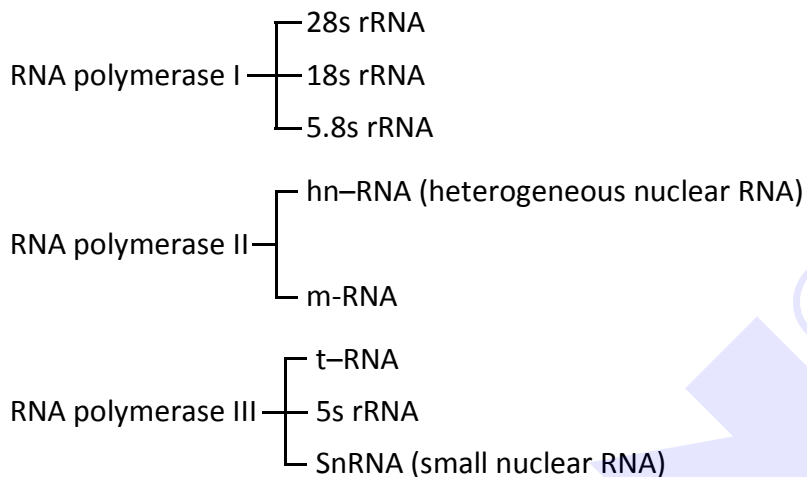 28s rRNA
RNA polymerase I
18s rRNA
5.8s rRNA
hn–RNA (heterogeneous nuclear RNA)
RNA polymerase II
m-RNA
t–RNA
RNA polymerase III
5s rRNA
SnRNA (small nuclear RNA)